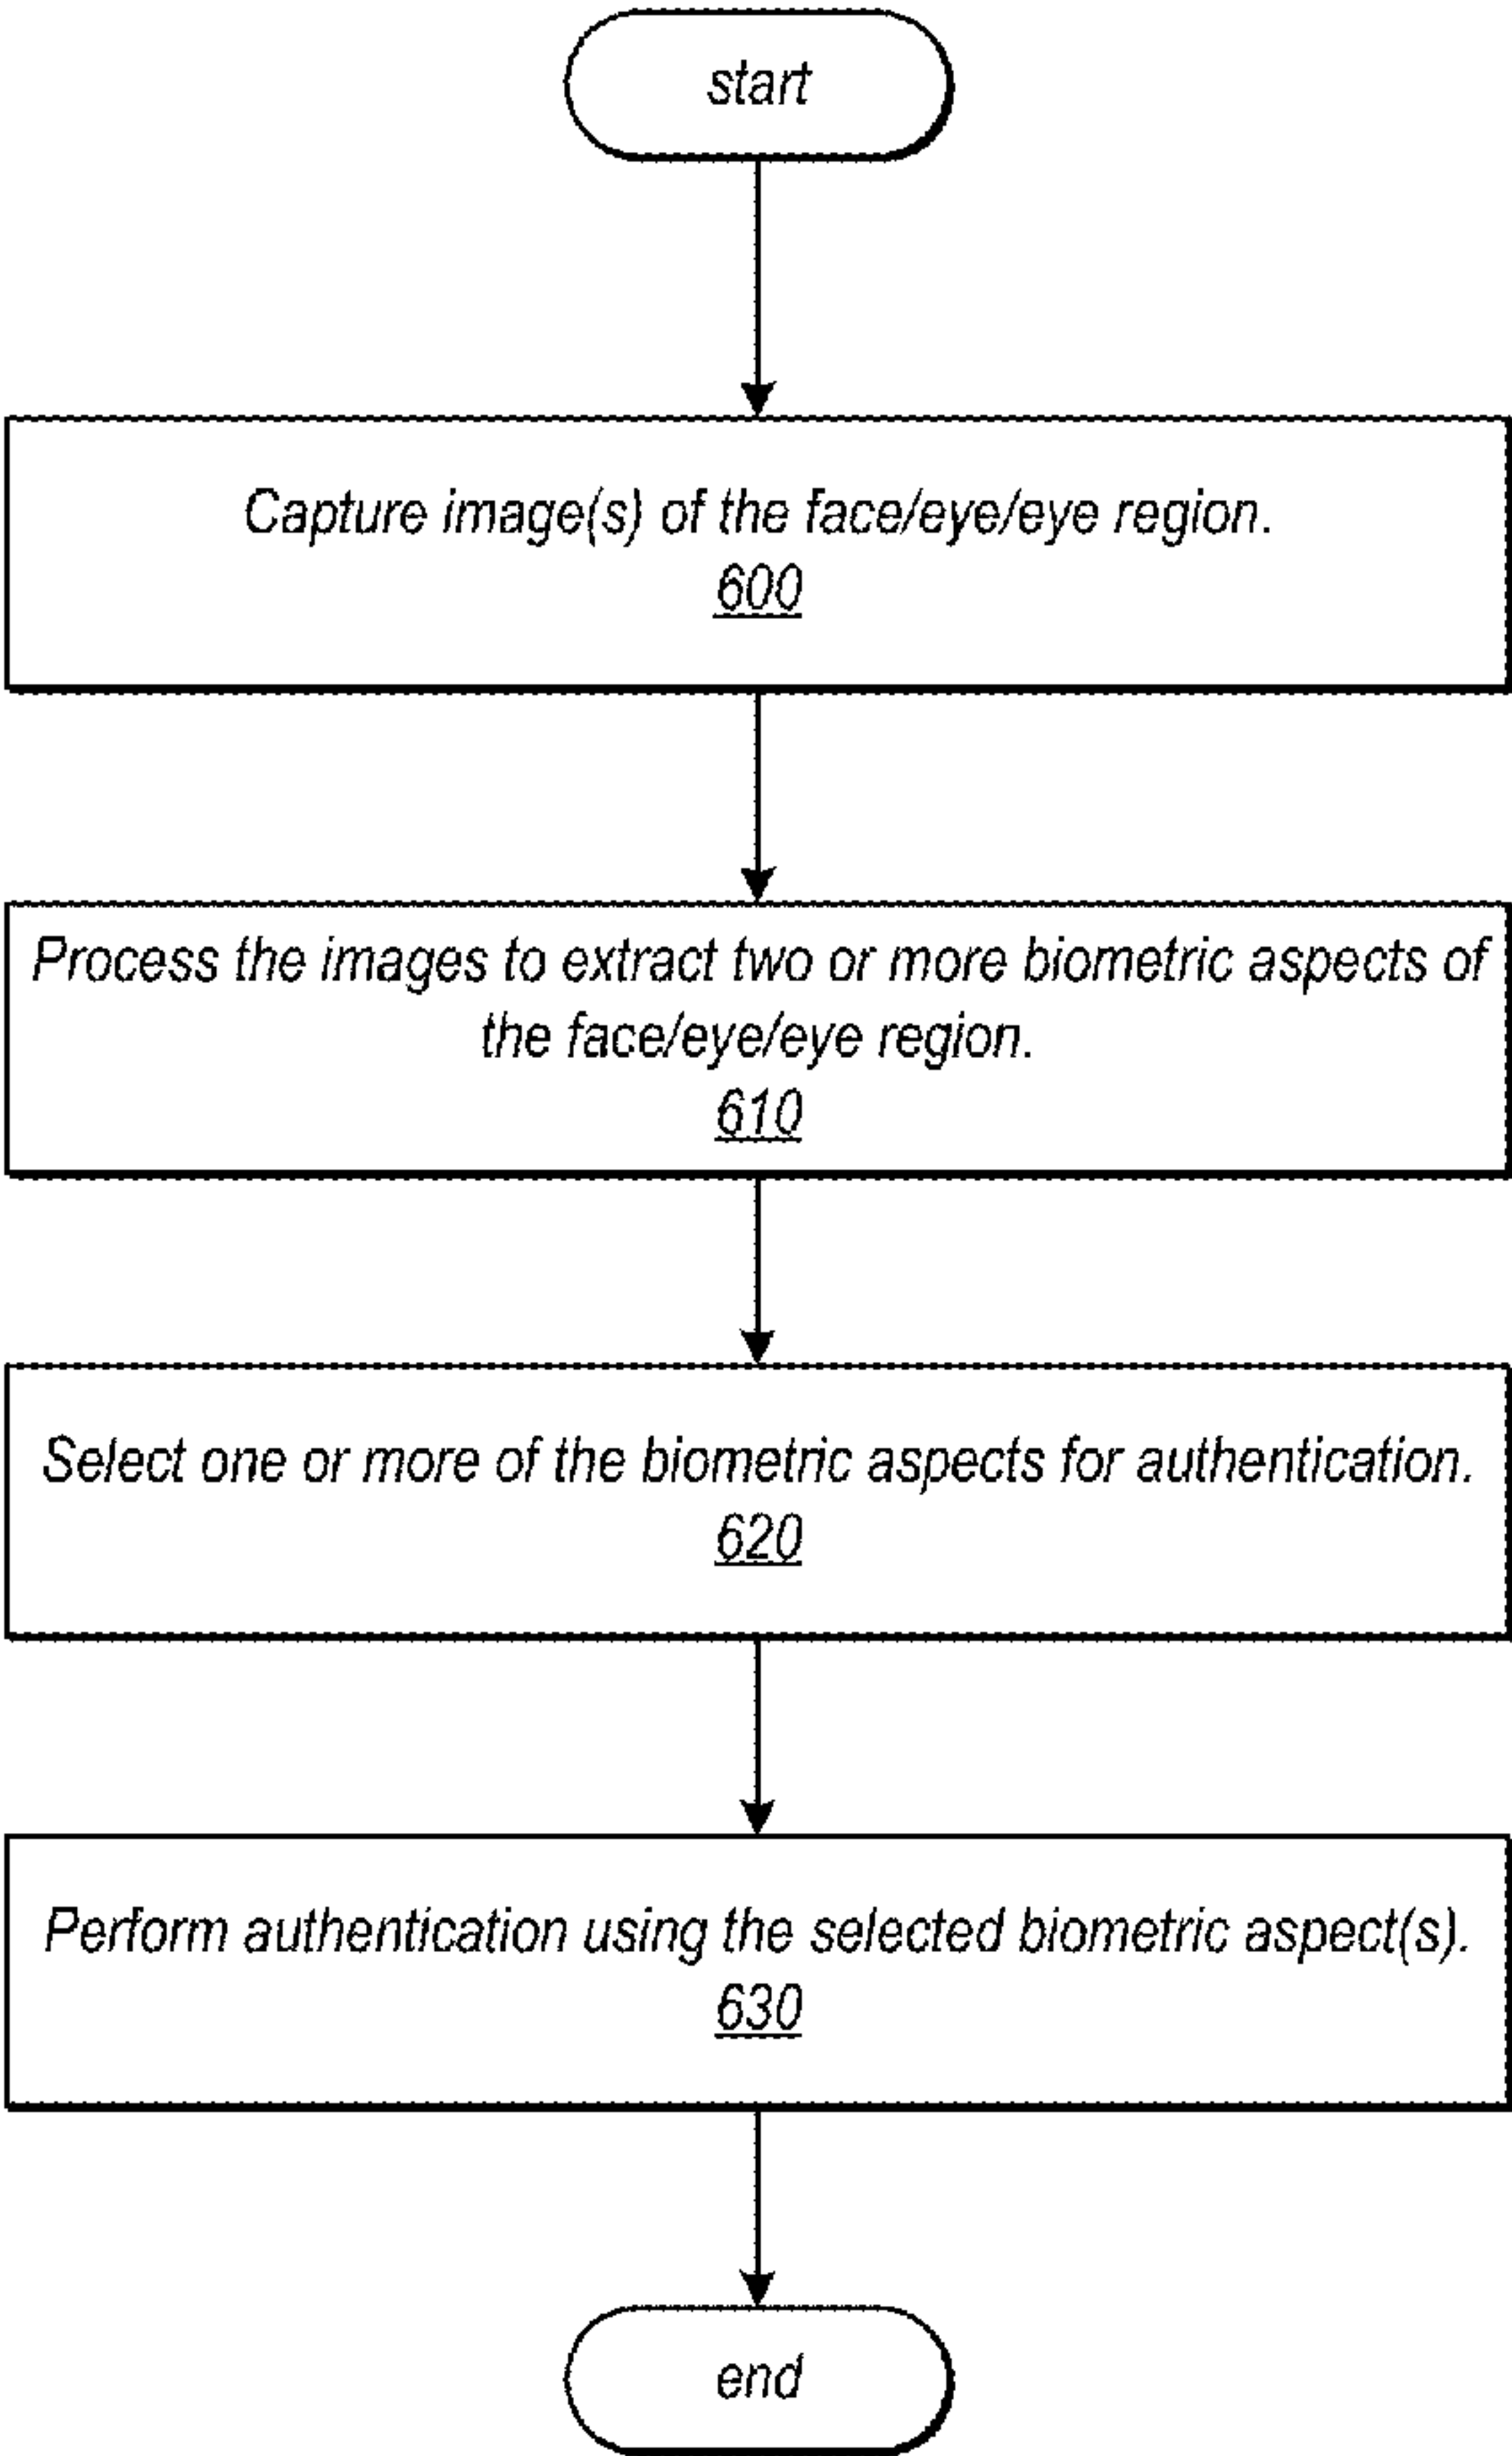 start
Capture image(s) of the face/eye/eye region.
600
Process the images to extract two or more biometric aspects of
the face/eye/eye region.
610
Select one or more of the biometric aspects for authentication.
620
Perform authentication using the selected biometric aspect(s).
630
end